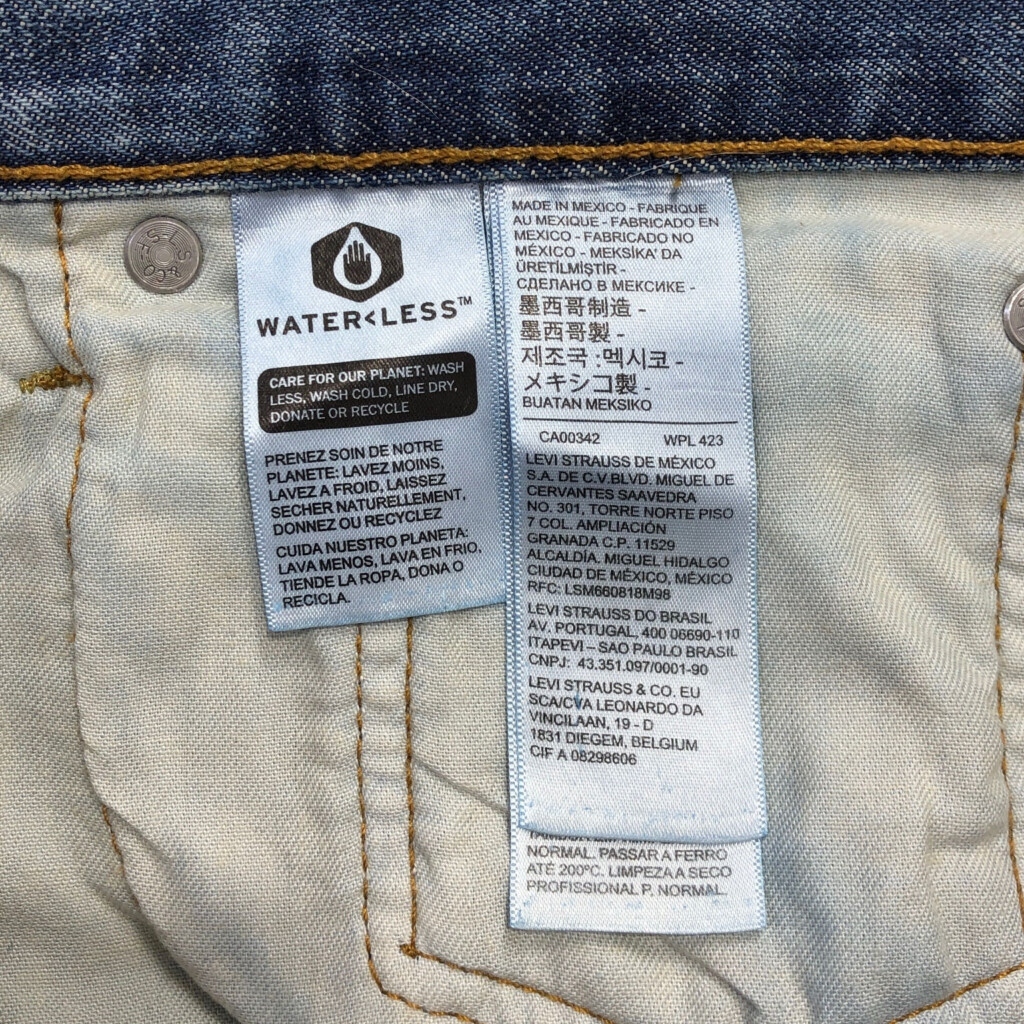 WATER<LESS™
CARE FOR OUR PLANET: WASH
LESS, WASH COLD, LINE DRY,
DONATE OR RECYCLE
PRENEZ SOIN DE NOTRE
PLANETE: LAVEZ MOINS,
LAVEZ A FROID, LAISSEZ
SECHER NATURELLEMENT,
DONNEZ OU RECYCLEZ
CUIDA NUESTRO PLANETA:
LAVA MENOS, LAVA EN FRIO,
TIENDE LA ROPA, DONA O
RECICLA.
MADE IN MEXICO - FABRIQUE
AU MEXIQUE - FABRICADO EN
MEXICO - FABRICADO NO
MÉXICO - MEKSİKA' DA
ÜRETİLMİŞTİR -
СДЕЛАНО В МЕКСИКЕ -
墨西哥制造 -
墨西哥製 -
제조국 :멕시코 -
メキシコ製 -
BUATAN MEKSIKO
CA00342 WPL 423
LEVI STRAUSS DE MÉXICO
S.A. DE C.V.BLVD. MIGUEL DE
CERVANTES SAAVEDRA
NO. 301, TORRE NORTE PISO
7 COL. AMPLIACIÓN
GRANADA C.P. 11529
ALCALDÍA. MIGUEL HIDALGO
CIUDAD DE MÉXICO, MÉXICO
RFC: LSM660818M98
LEVI STRAUSS DO BRASIL
AV. PORTUGAL, 400 06690-110
ITAPEVI – SAO PAULO BRASIL
CNPJ: 43.351.097/0001-90
LEVI STRAUSS & CO. EU
SCA/CVA LEONARDO DA
VINCILAAN, 19 - D
1831 DIEGEM, BELGIUM
CIF A 08298606
NORMAL. PASSAR A FERRO
ATÉ 200ºC. LIMPEZA A SECO
PROFISSIONAL P. NORMAL.